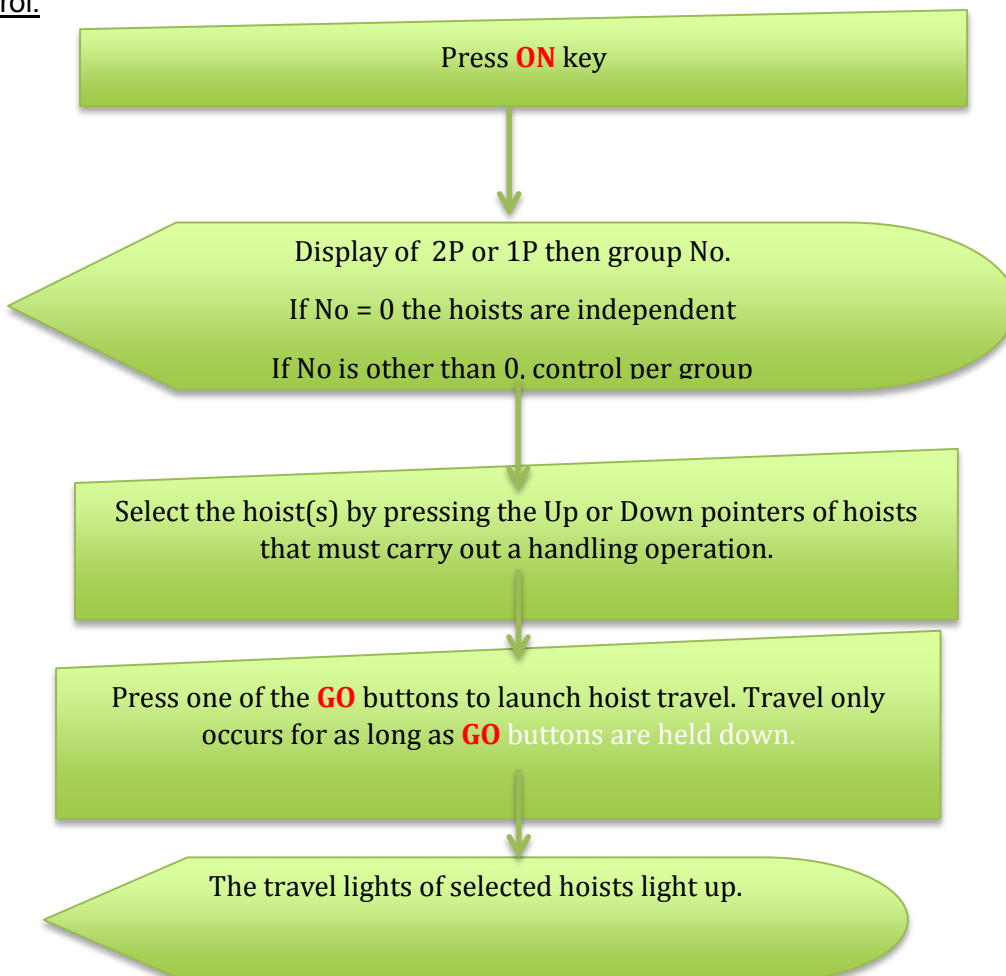 rol.
Press ON key
Display of 2P or 1P then group No.
If No = 0 the hoists are independent
If No is other than 0, control per group
Select the hoist(s) by pressing the Up or Down pointers of hoists
that must carry out a handling operation.
Press one of the GO buttons to launch hoist travel. Travel only
occurs for as long as GO buttons are held down.
The travel lights of selected hoists light up.